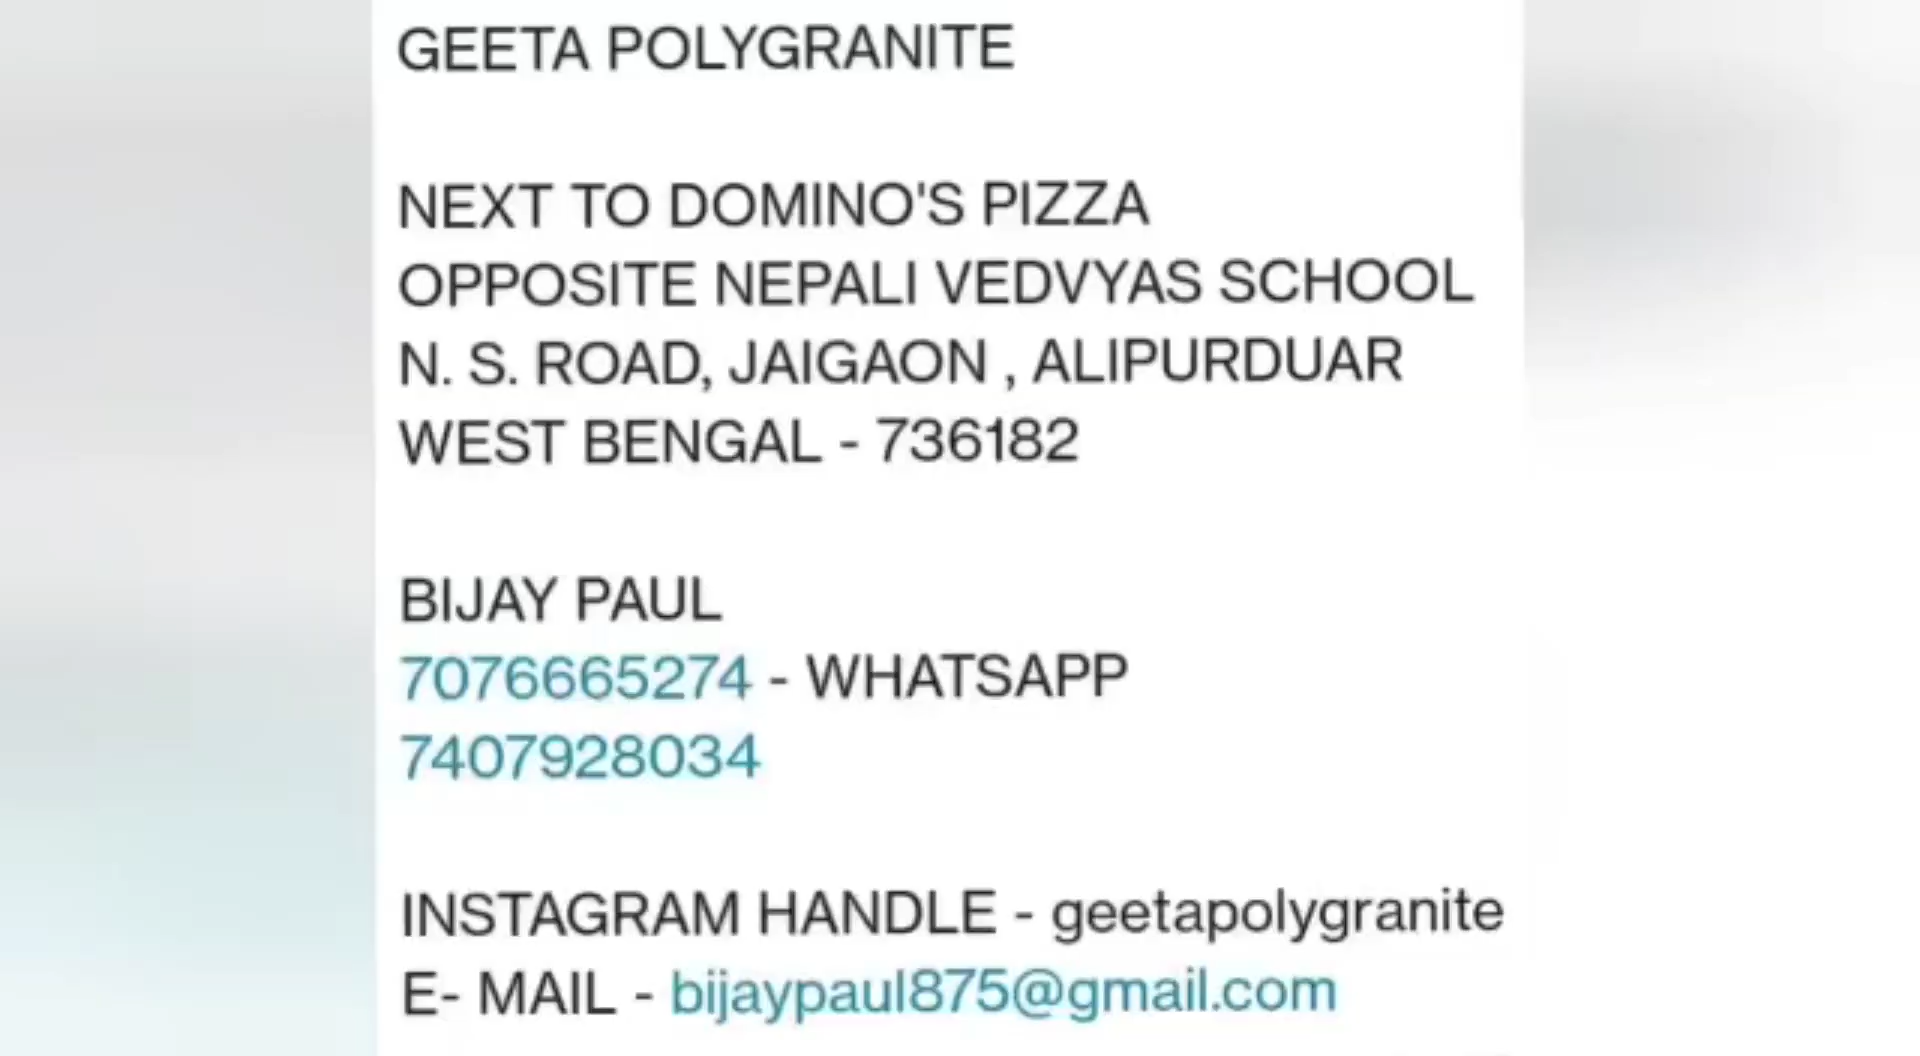 GEETA POLYGRANITE
NEXT TO DOMINO'S PIZZA
OPPOSITE NEPALI VEDVYAS SCHOOL
N. S. ROAD, JAIGAON , ALIPURDUAR
WEST BENGAL - 736182
BIJAY PAUL
7076665274 - WHATSAPP
7407928034
INSTAGRAM HANDLE - geetapolygranite
E- MAIL - bijaypaul875@gmail.com